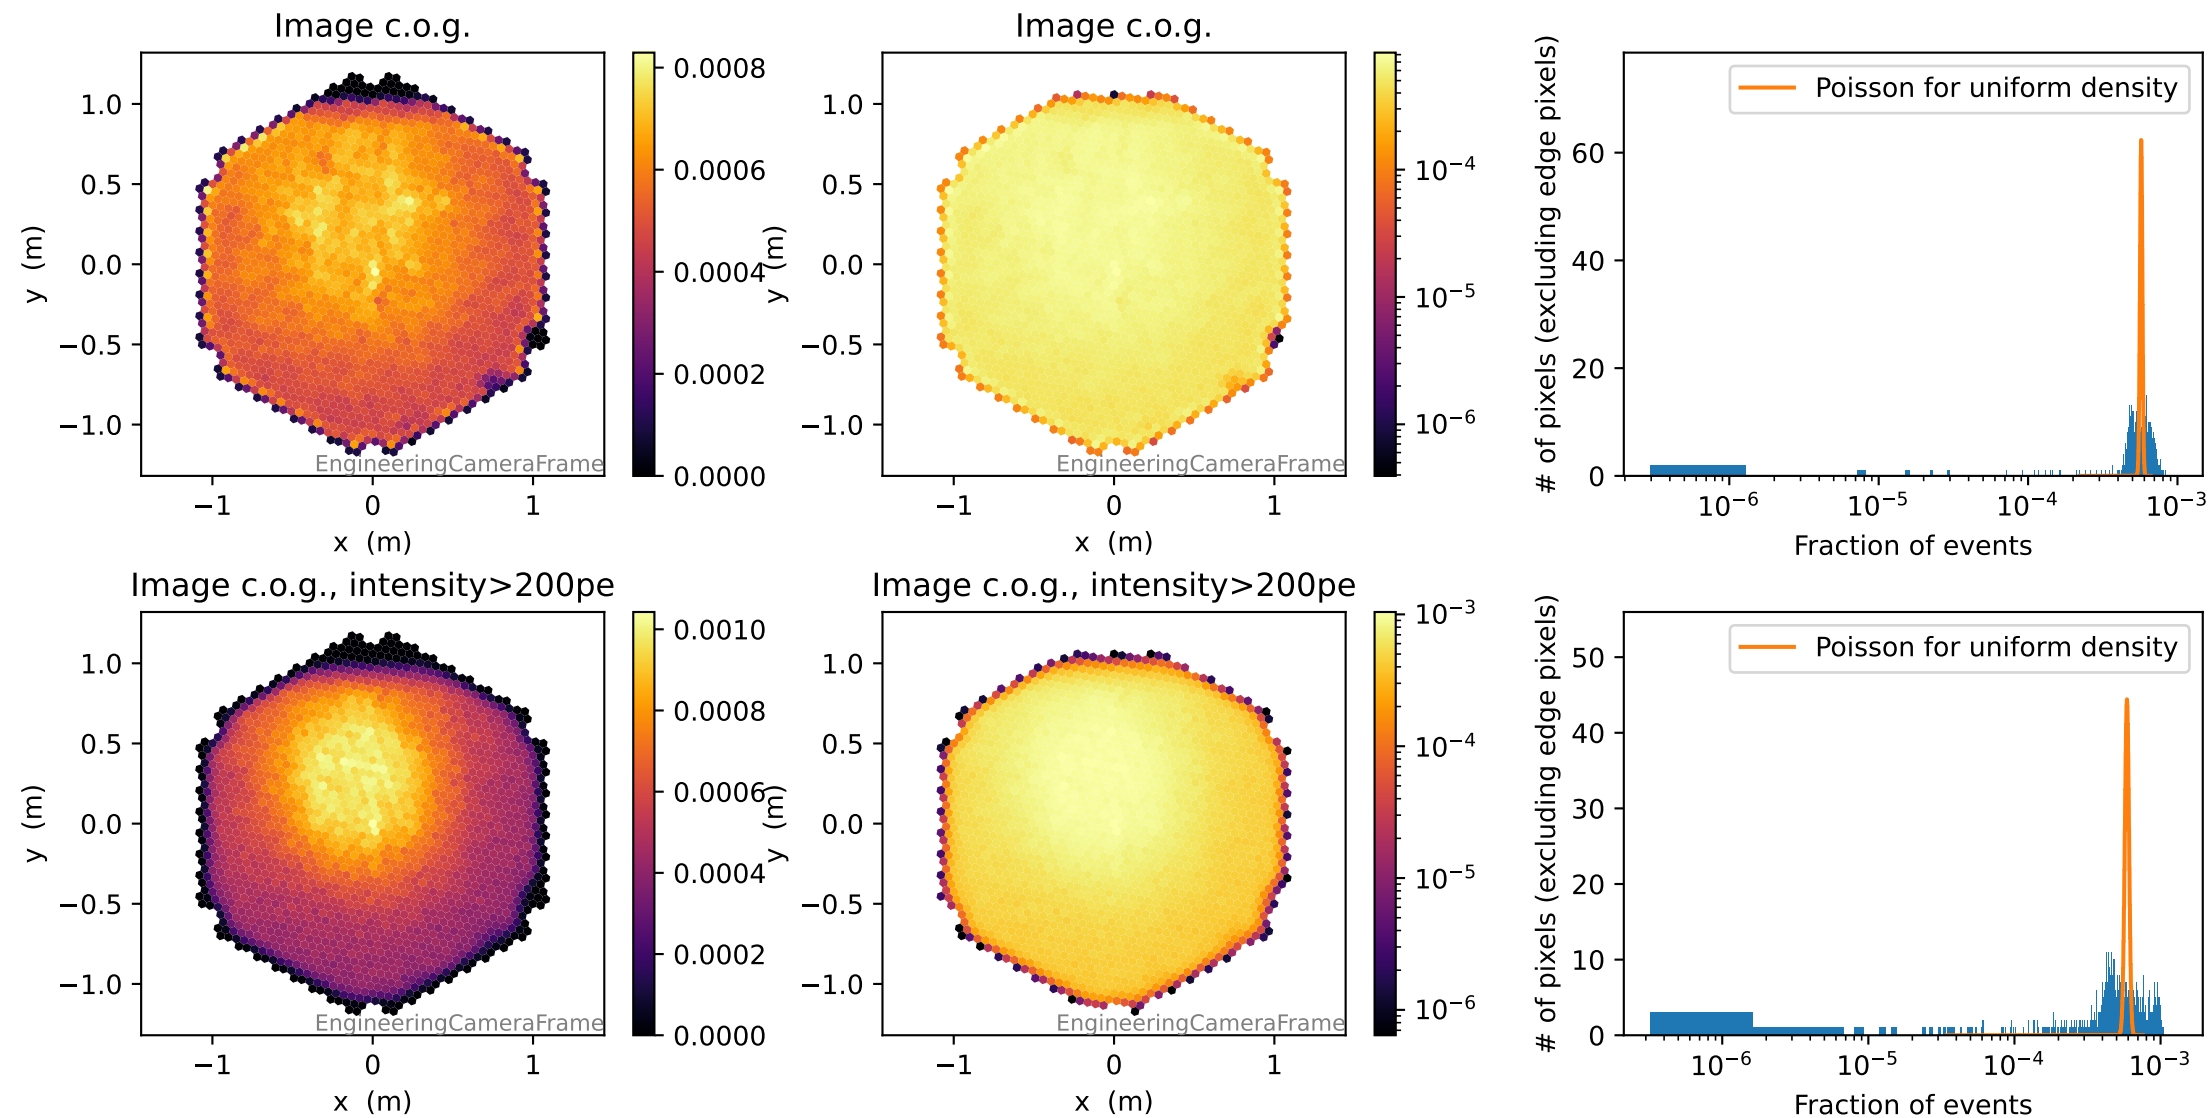 Image c.o.g.
y (m)
1.0
0.5
0.0
−0.5
−1.0
−1 0 1
x (m)
EngineeringCameraFrame
0.0008
0.0006
0.0004
0.0002
0.0000
Image c.o.g.
y (m)
1.0
0.5
0.0
−0.5
−1.0
−1 0 1
x (m)
EngineeringCameraFrame
10⁻⁴
10⁻⁵
10⁻⁶
# of pixels (excluding edge pixels)
60
40
20
0
Poisson for uniform density
10⁻⁶ 10⁻⁵ 10⁻⁴ 10⁻³
Fraction of events
Image c.o.g., intensity>200pe
y (m)
1.0
0.5
0.0
−0.5
−1.0
−1 0 1
x (m)
EngineeringCameraFrame
0.0010
0.0008
0.0006
0.0004
0.0002
0.0000
Image c.o.g., intensity>200pe
y (m)
1.0
0.5
0.0
−0.5
−1.0
−1 0 1
x (m)
EngineeringCameraFrame
10⁻³
10⁻⁴
10⁻⁵
10⁻⁶
# of pixels (excluding edge pixels)
50
40
30
20
10
0
Poisson for uniform density
10⁻⁶ 10⁻⁵ 10⁻⁴ 10⁻³
Fraction of events